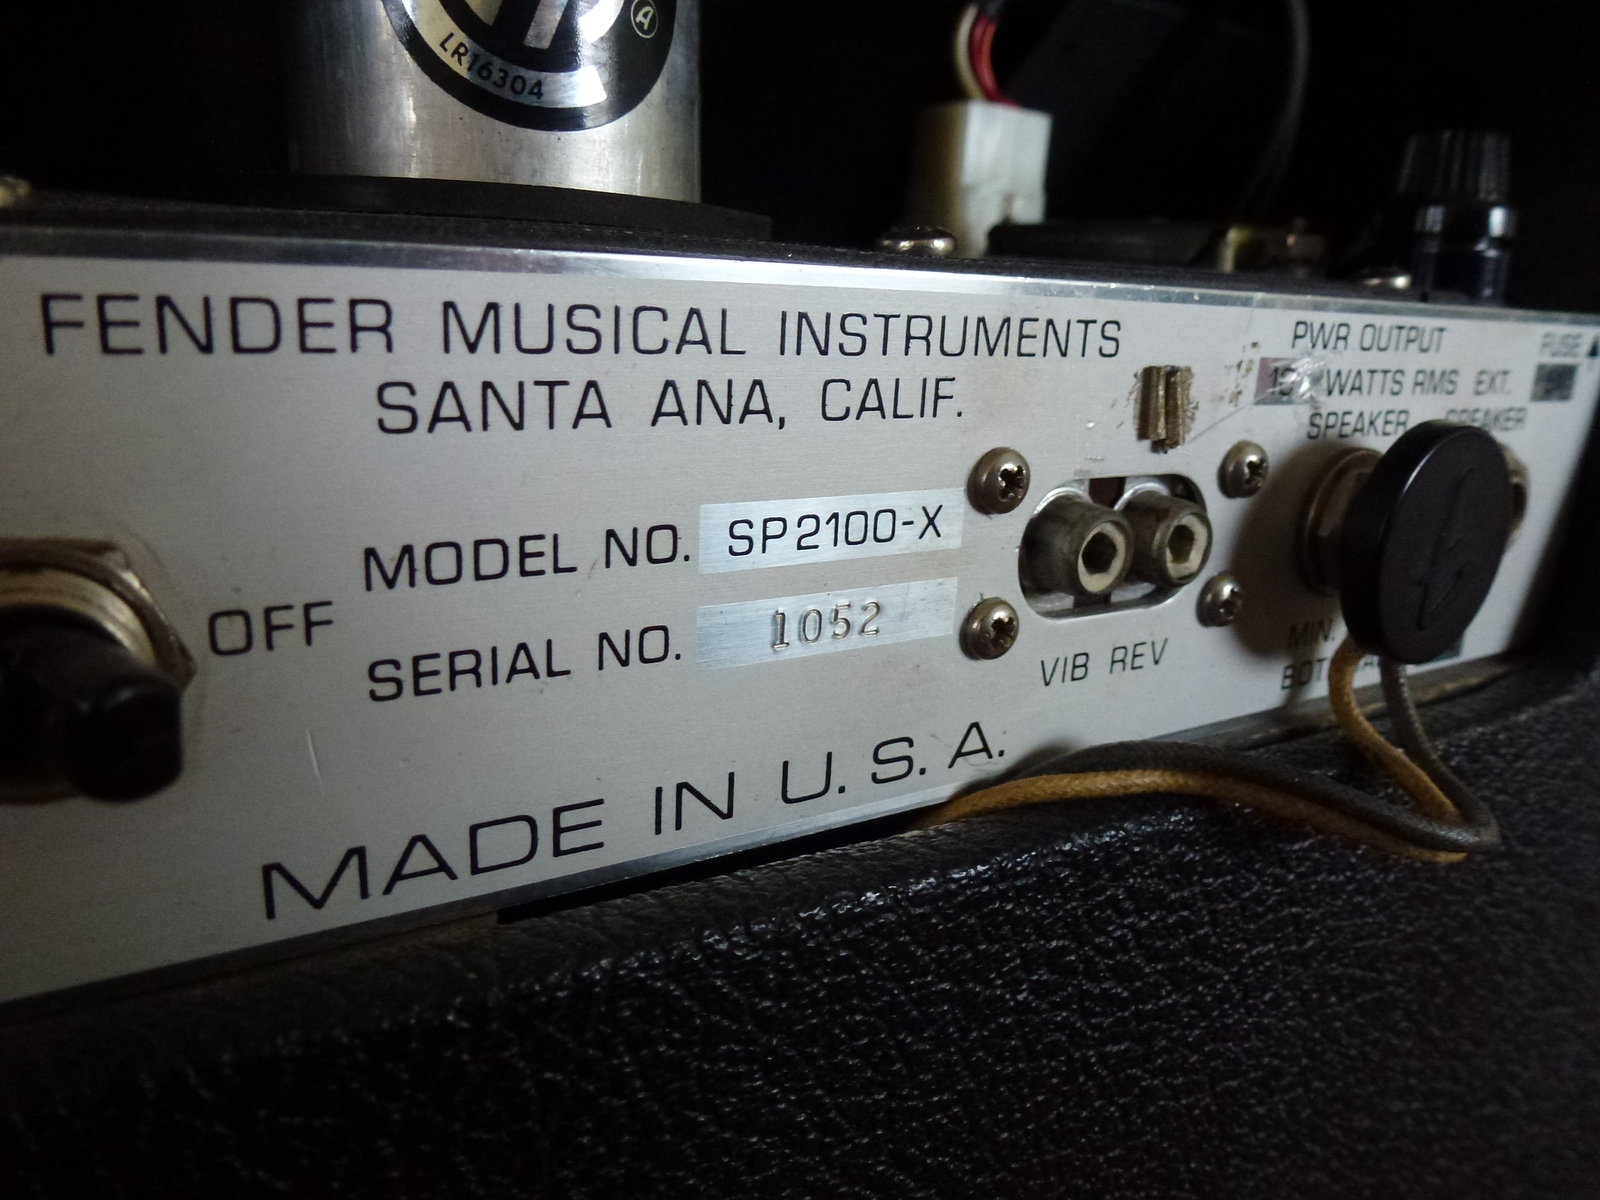 LR16304
FENDER MUSICAL INSTRUMENTS
SANTA ANA, CALIF.
MODEL NO. SP2100-X
SERIAL NO. 1052
OFF
MADE IN U.S.A.
VIB REV
PWR OUTPUT
WATTS RMS EXT.
SPEAKER SPEAKER
FUSE
MIN.